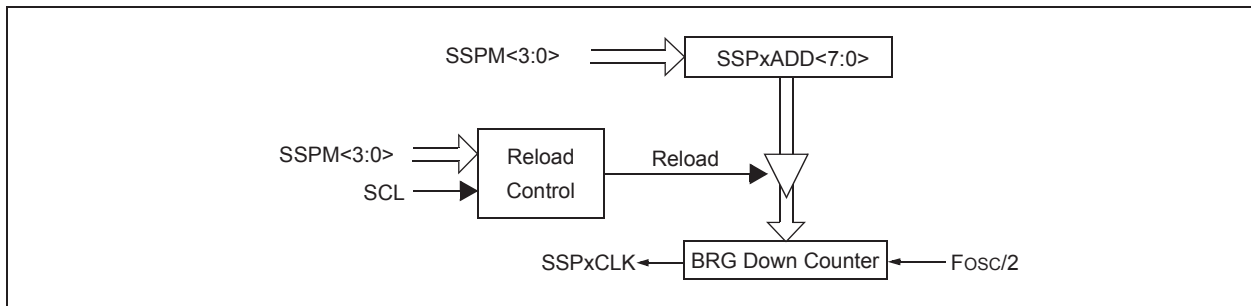 SSPM<3:0>
SSPxADD<7:0>
SSPM<3:0>
SCL
Reload
Control
Reload
SSPxCLK
BRG Down Counter
FOSC/2